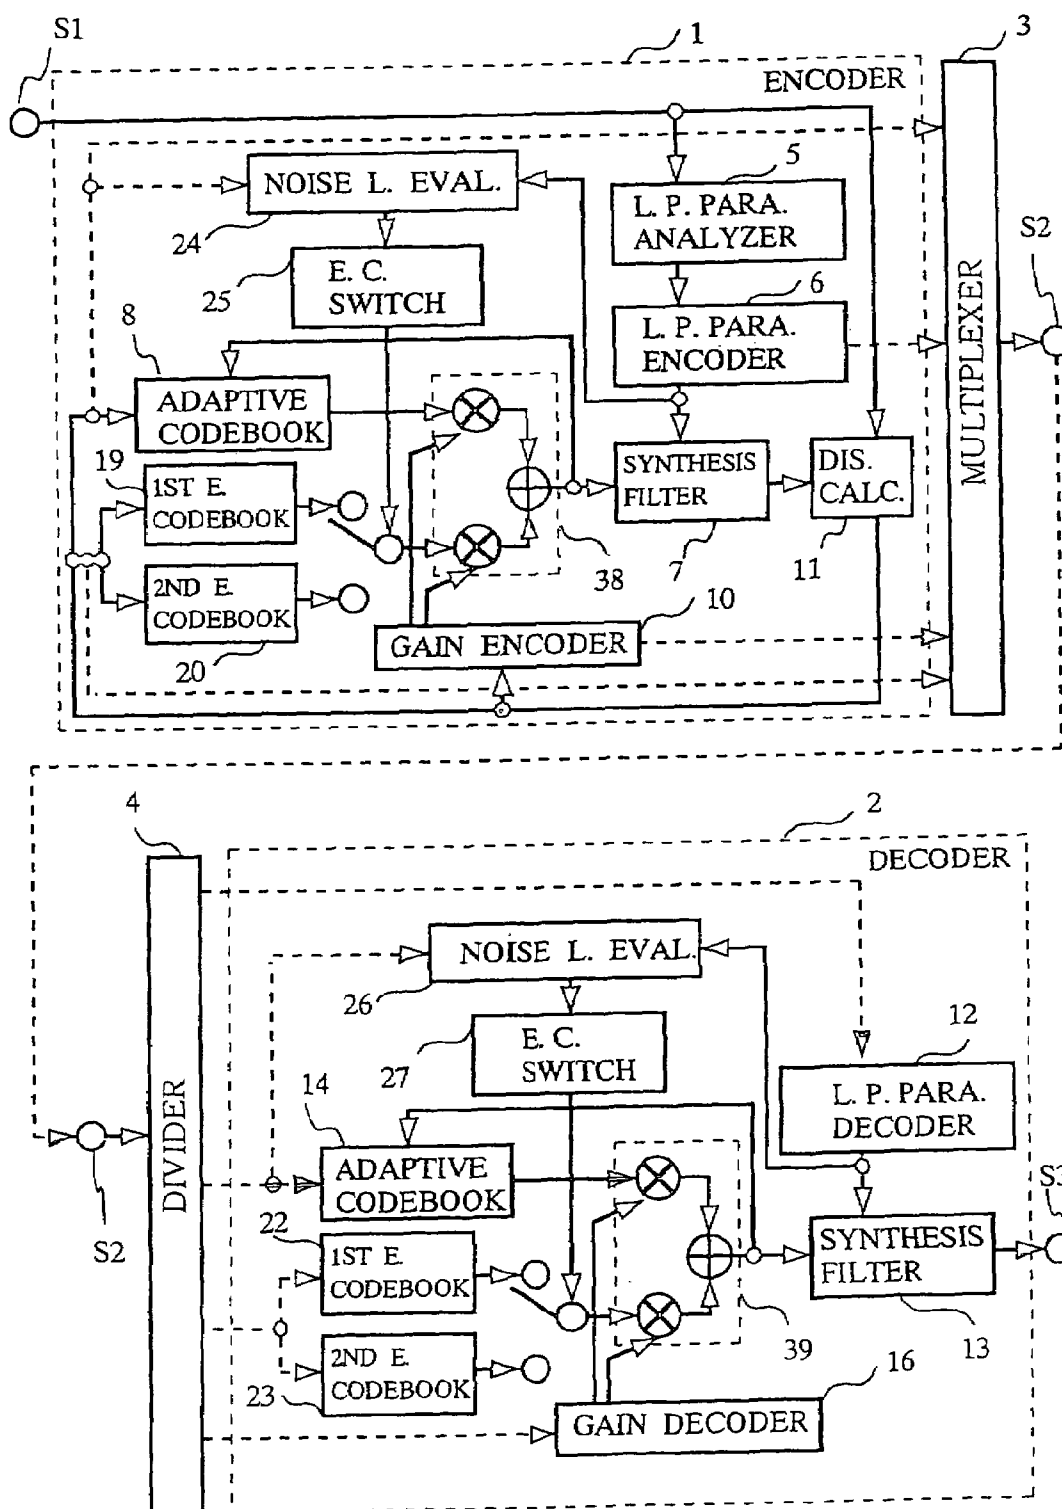 S1
1
3
ENCODER
NOISE L. EVAL.
24
5
L. P. PARA.
ANALYZER
S2
E. C.
SWITCH
25
6
L. P. PARA.
ENCODER
MULTIPLEXER
8
ADAPTIVE
CODEBOOK
19
1ST E.
CODEBOOK
SYNTHESIS
FILTER
7
DIS.
CALC.
11
38
2ND E.
CODEBOOK
20
10
GAIN ENCODER
4
2
DECODER
NOISE L. EVAL.
26
E. C.
SWITCH
27
12
L. P. PARA.
DECODER
DIVIDER
14
ADAPTIVE
CODEBOOK
S2
22
1ST E.
CODEBOOK
S3
SYNTHESIS
FILTER
13
39
2ND E.
CODEBOOK
23
16
GAIN DECODER